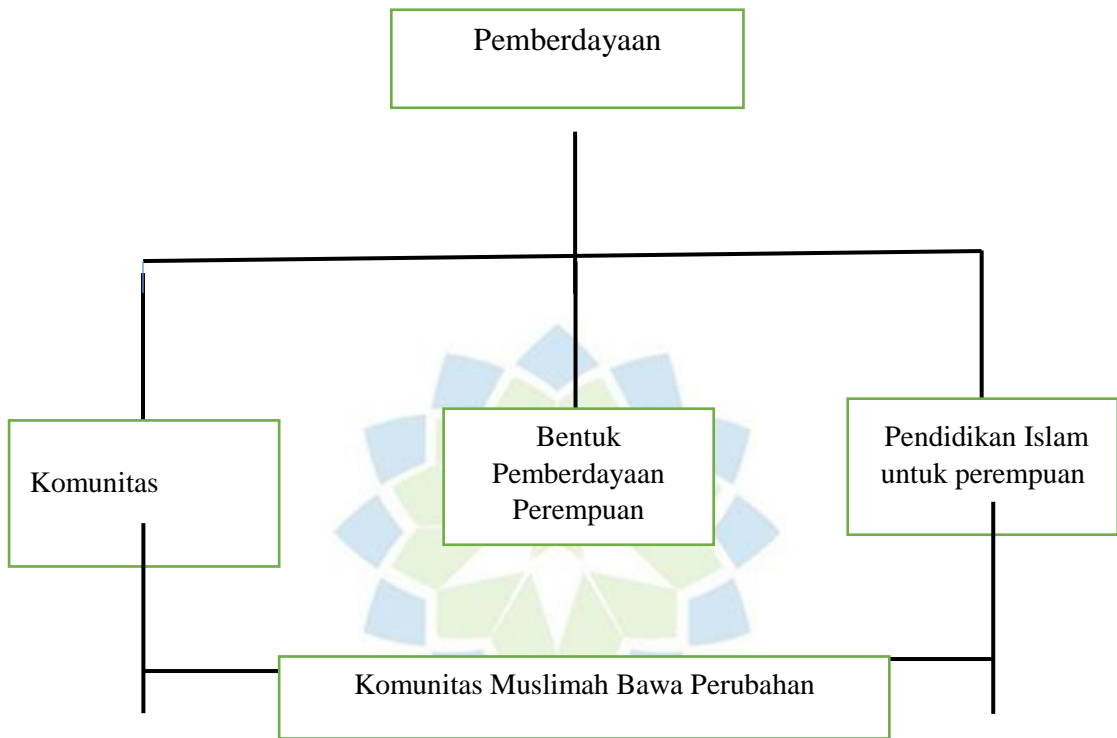 Pemberdayaan
Komunitas
Bentuk
Pemberdayaan
Perempuan
Pendidikan Islam
untuk perempuan
Komunitas Muslimah Bawa Perubahan